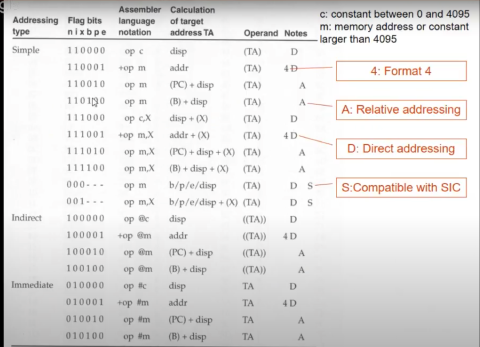 Addressing type Flag bits n i x b p e Assembler language notation Calculation of target address TA Operand Notes
c: constant between 0 and 4095
m: memory address or constant
larger than 4095
Simple 110000 op c disp (TA) D
110001 +op m addr (TA) 4 D
4: Format 4
110010 op m (PC) + disp (TA) A
110100 op m (B) + disp (TA) A
A: Relative addressing
111000 op c,X disp + (X) (TA) D
111001 +op m,X addr + (X) (TA) 4 D
D: Direct addressing
111010 op m,X (PC) + disp + (X) (TA) A
111100 op m,X (B) + disp + (X) (TA) A
000--- op m b/p/e/disp (TA) D S
S:Compatible with SIC
001--- op m,X b/p/e/disp + (X) (TA) D S
Indirect 100000 op @c disp ((TA)) D
100001 +op @m addr ((TA)) 4 D
100010 op @m (PC) + disp ((TA)) A
100100 op @m (B) + disp ((TA)) A
Immediate 010000 op #c disp TA D
010001 +op #m addr TA 4 D
010010 op #m (PC) + disp TA A
010100 op #m (B) + disp TA A